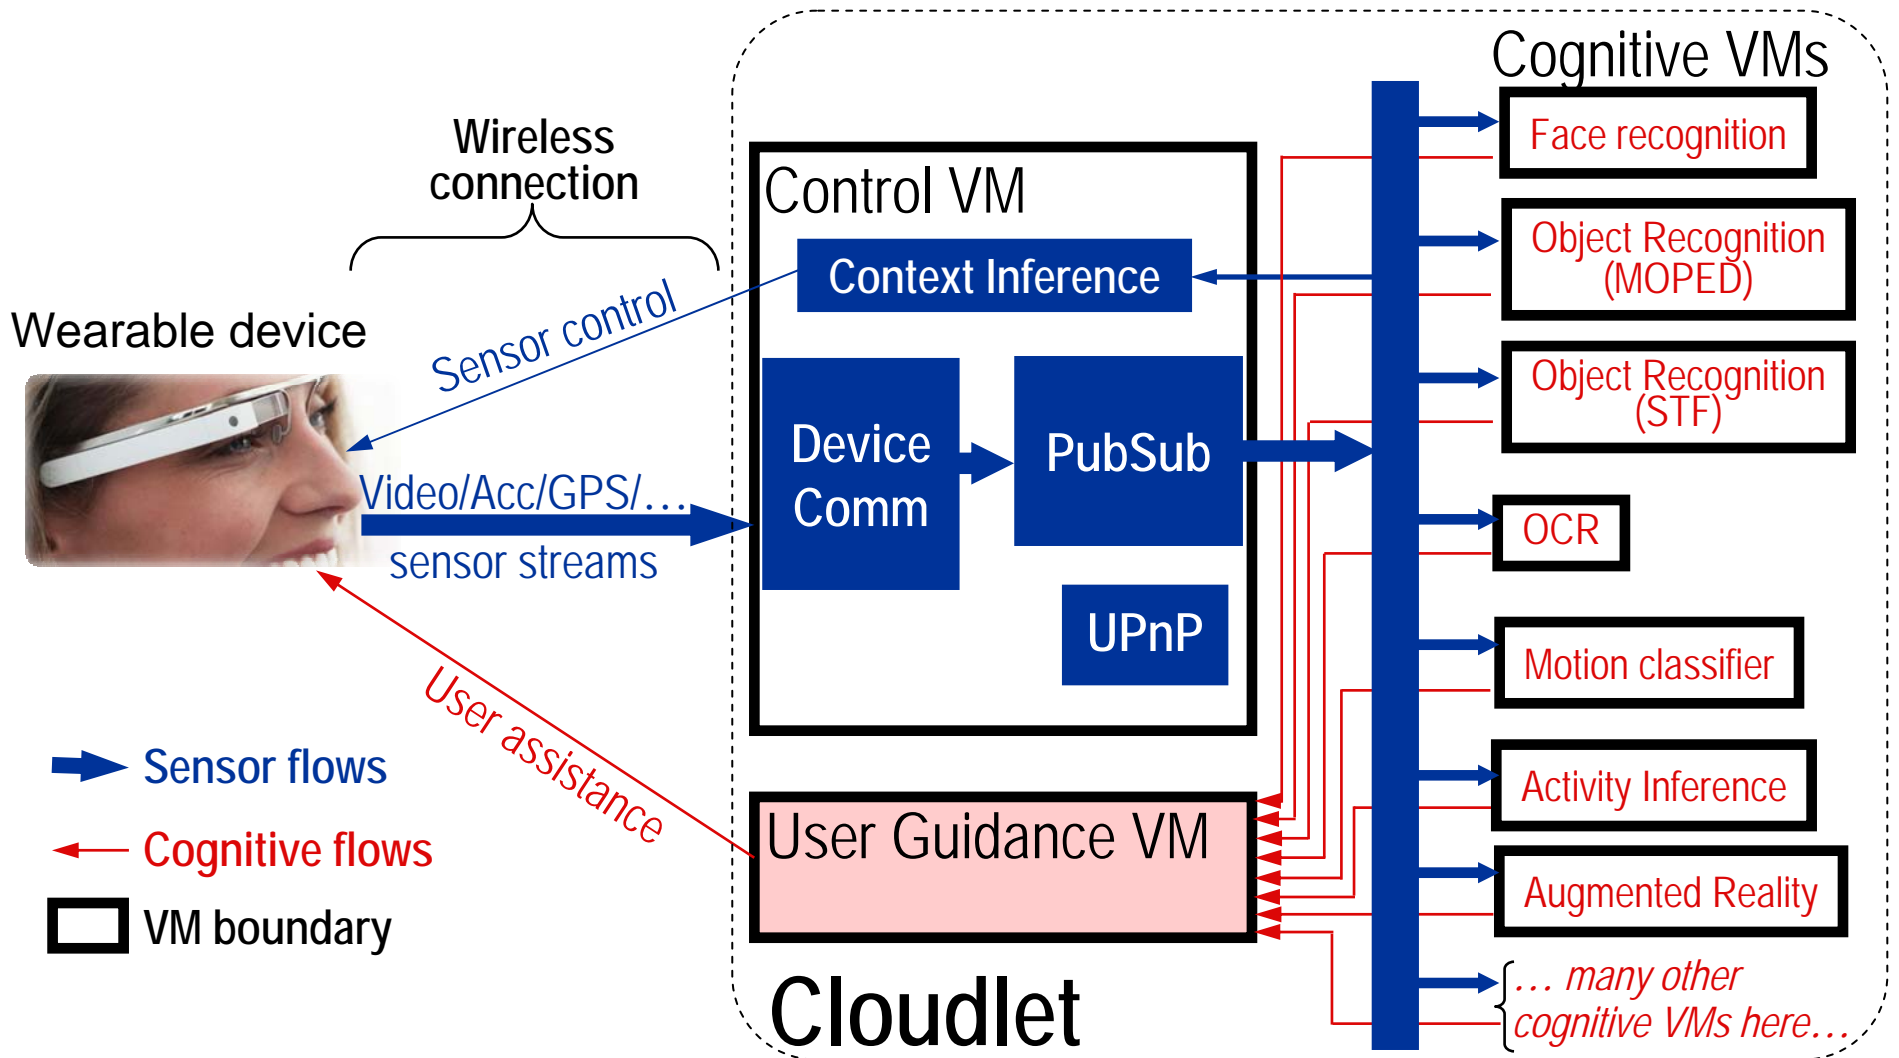 Cognitive VMs
Face recognition
Wireless
connection
Control VM
Object Recognition
(MOPED)
Context Inference
Sensor control
Wearable device
Object Recognition
(STF)
Device
Comm
PubSub
Video/Acc/GPS/…
sensor streams
OCR
UPnP
Motion classifier
User assistance
Sensor flows
Activity Inference
User Guidance VM
Cognitive flows
Augmented Reality
VM boundary
Cloudlet
… many other
cognitive VMs here…